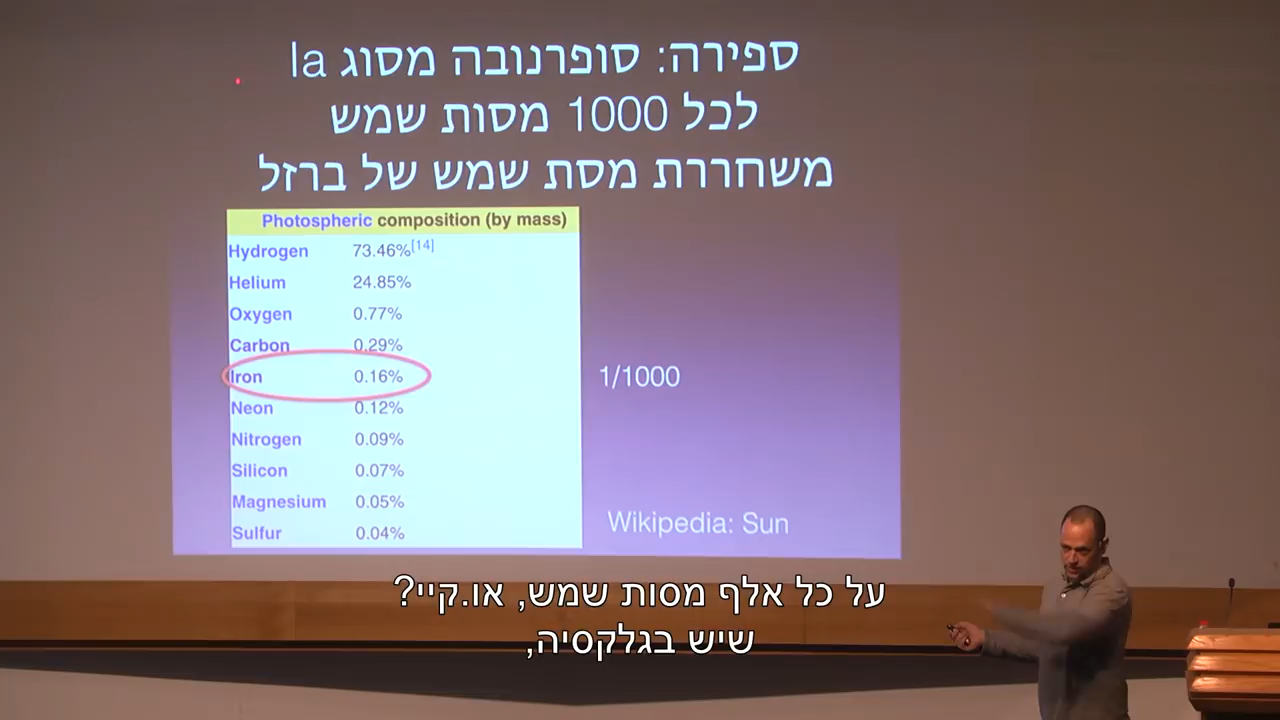 ספירה: סופרנובה מסוג Ia
לכל 1000 מסות שמש
משחררת מסת שמש של ברזל
Photospheric composition (by mass)
Hydrogen 73.46%[14]
Helium 24.85%
Oxygen 0.77%
Carbon 0.29%
Iron 0.16%
1/1000
Neon 0.12%
Nitrogen 0.09%
Silicon 0.07%
Magnesium 0.05%
Sulfur 0.04%
Wikipedia: Sun
על כל אלף מסות שמש, או.קיי?
שיש בגלקסיה,